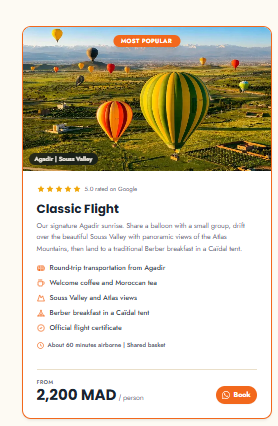 MOST POPULAR
Agadir | Souss Valley
5.0 rated on Google
Classic Flight
Our signature Agadir sunrise. Share a balloon with a small group, drift
over the beautiful Souss Valley with panoramic views of the Atlas
Mountains, then land to a traditional Berber breakfast in a Caïdal tent.
Round-trip transportation from Agadir
Welcome coffee and Moroccan tea
Souss Valley and Atlas views
Berber breakfast in a Caïdal tent
Official flight certificate
About 60 minutes airborne | Shared basket
FROM
2,200 MAD / person
Book